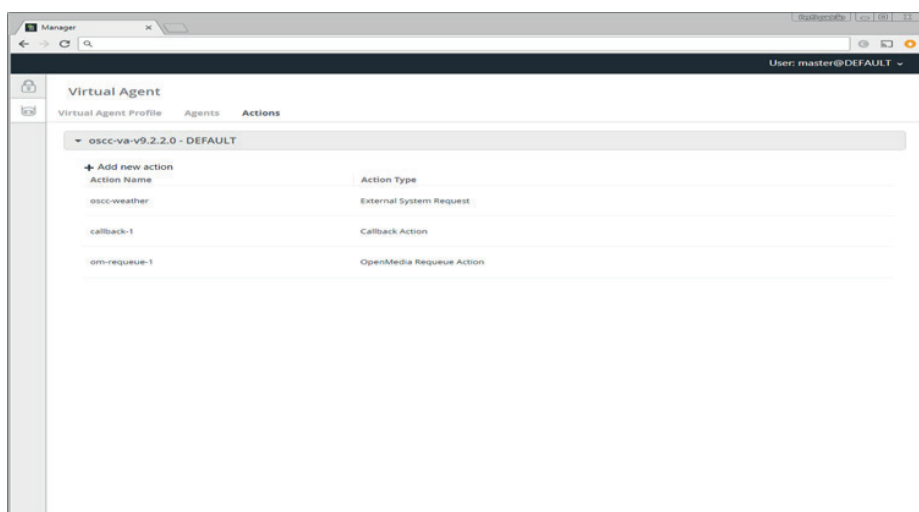 Manager
User: master@DEFAULT
Virtual Agent
Virtual Agent Profile Agents Actions
oscc-va-v9.2.2.0 - DEFAULT
+ Add new action
Action Name Action Type
oscc-weather External System Request
callback-1 Callback Action
om-requeue-1 OpenMedia Requeue Action